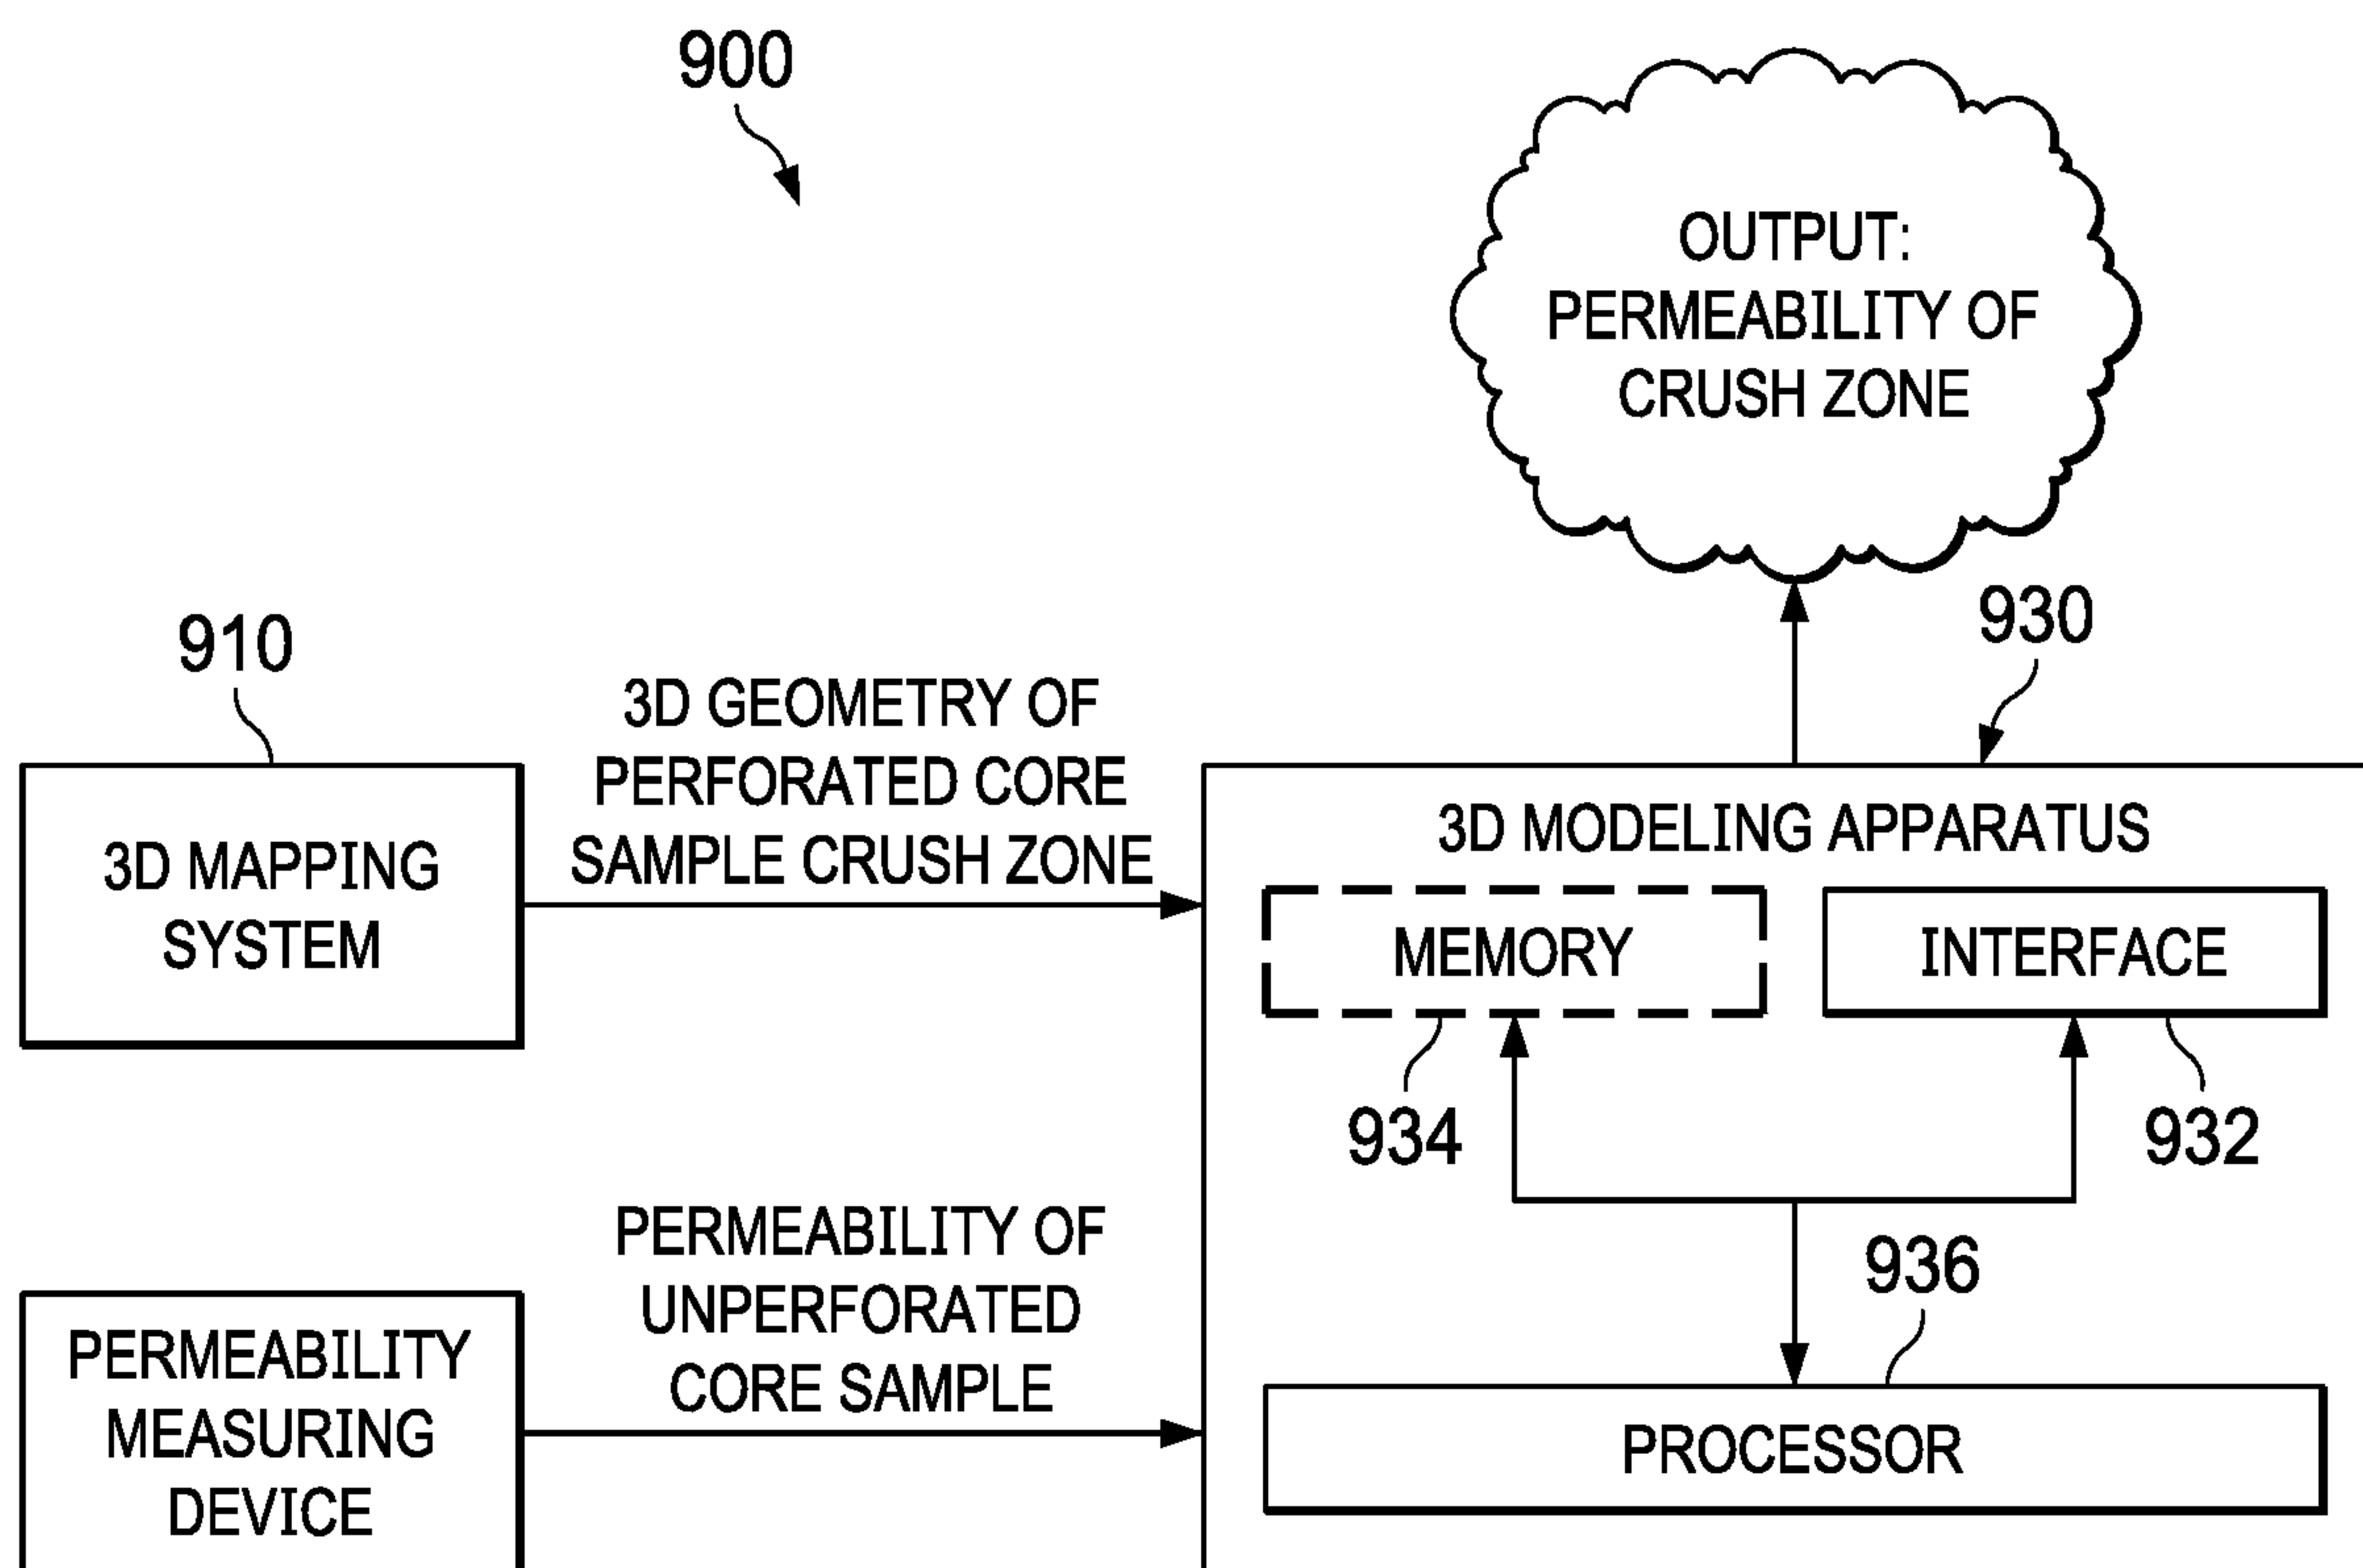 900
OUTPUT:
PERMEABILITY OF
CRUSH ZONE
910
930
3D GEOMETRY OF
PERFORATED CORE
SAMPLE CRUSH ZONE
3D MAPPING
SYSTEM
3D MODELING APPARATUS
MEMORY
INTERFACE
934
932
PERMEABILITY OF
UNPERFORATED
CORE SAMPLE
936
PERMEABILITY
MEASURING
DEVICE
PROCESSOR